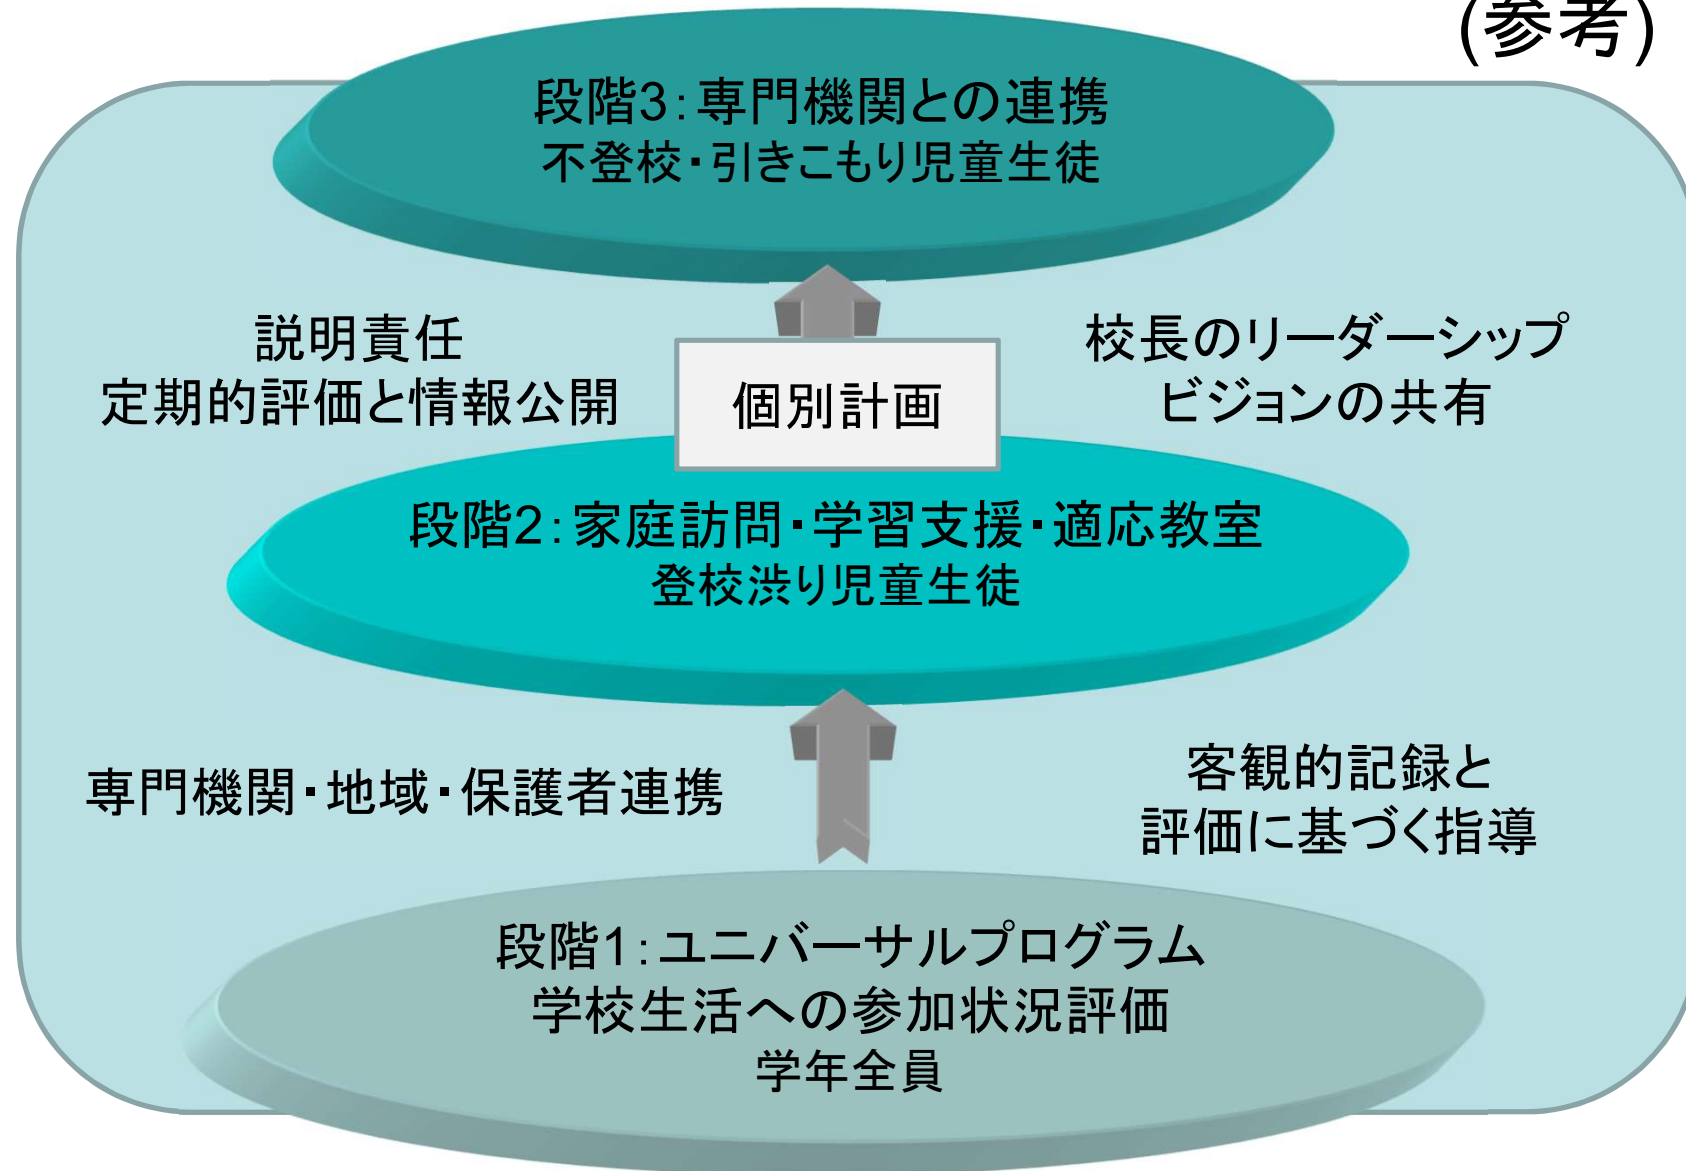 (参考)
段階3：専門機関との連携
不登校・引きこもり児童生徒
説明責任
定期的評価と情報公開
個別計画
校長のリーダーシップ
ビジョンの共有
段階2：家庭訪問・学習支援・適応教室
登校渋り児童生徒
専門機関・地域・保護者連携
客観的記録と
評価に基づく指導
段階1：ユニバーサルプログラム
学校生活への参加状況評価
学年全員